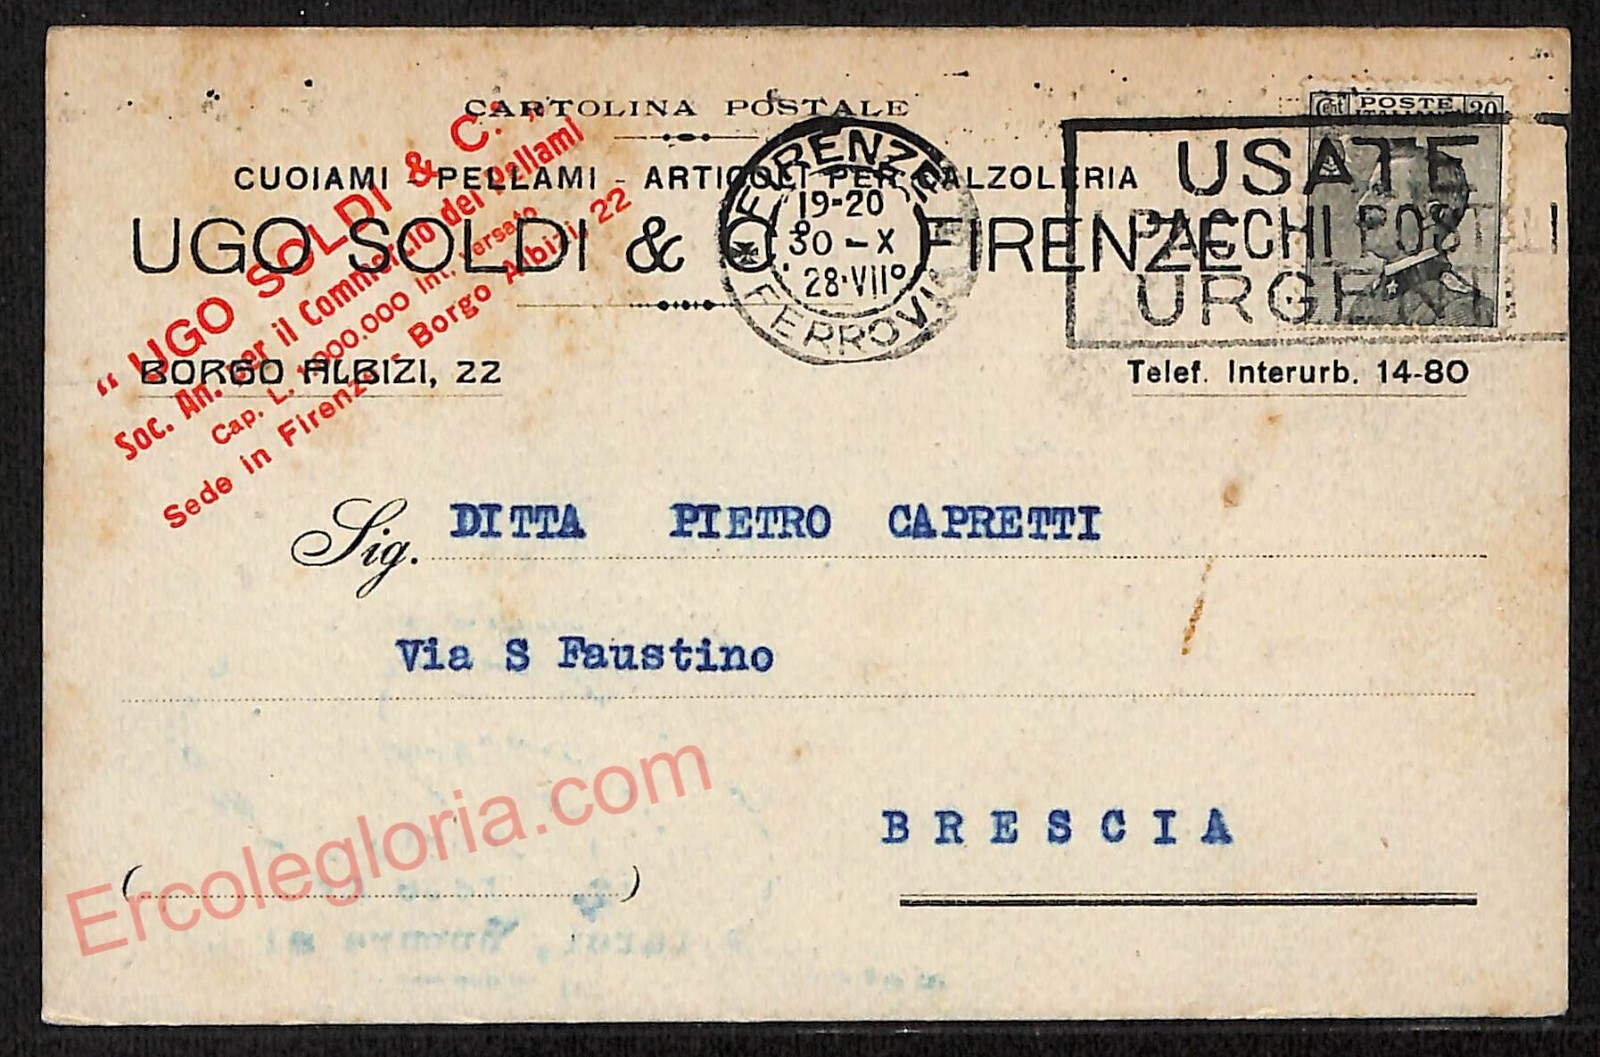 CARTOLINA POSTALE
CUOIAMI - PELLAMI - ARTICOLI PER CALZOLERIA
UGO SOLDI & C. - FIRENZE
BORGO ALBIZI, 22
Telef. Interurb. 14-80
" UGO SOLDI & C. "
Soc. An. per il Commercio dei Pellami
Cap. L. 1.000.000 int. versato
Sede in Firenze - Borgo Albizi, 22
FIRENZE
19-20
30 - X
28·VIIº
FERROVIA
USATE
PACCHI POSTALI
URGENTI
Cent POSTE 20
ITALIANE
Sig. DITTA PIETRO CAPRETTI
Via S Faustino
BRESCIA
( )
Ercolegloria.com